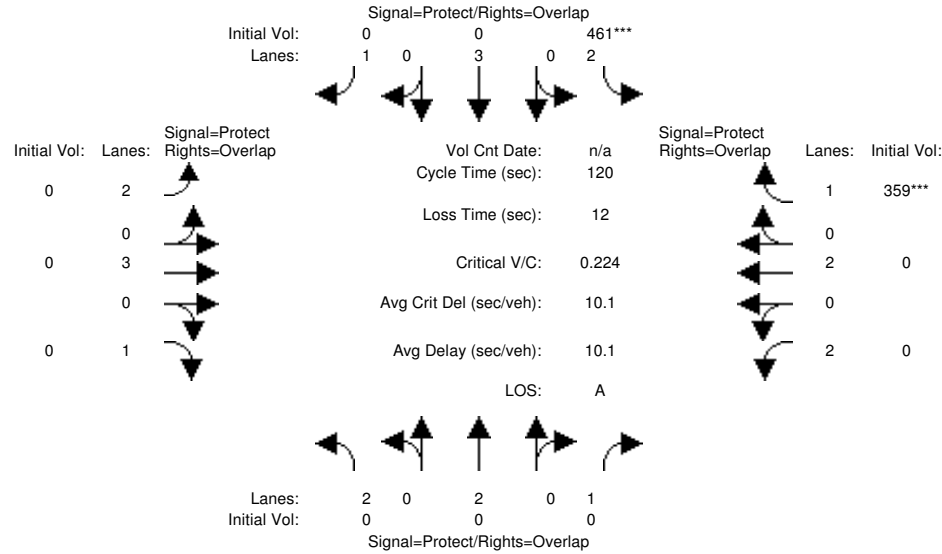 Signal=Protect/Rights=Overlap
Initial Vol: 0 0 461***
Lanes: 1 0 3 0 2
Signal=Protect Signal=Protect
Initial Vol: Lanes: Rights=Overlap Vol Cnt Date: n/a Rights=Overlap Lanes: Initial Vol:
Cycle Time (sec): 120
0 2 1 359***
Loss Time (sec): 12
0 0
0 3 Critical V/C: 0.224 2 0
0 Avg Crit Del (sec/veh): 10.1 0
0 1 Avg Delay (sec/veh): 10.1 2 0
LOS: A
Lanes: 2 0 2 0 1
Initial Vol: 0 0 0
Signal=Protect/Rights=Overlap